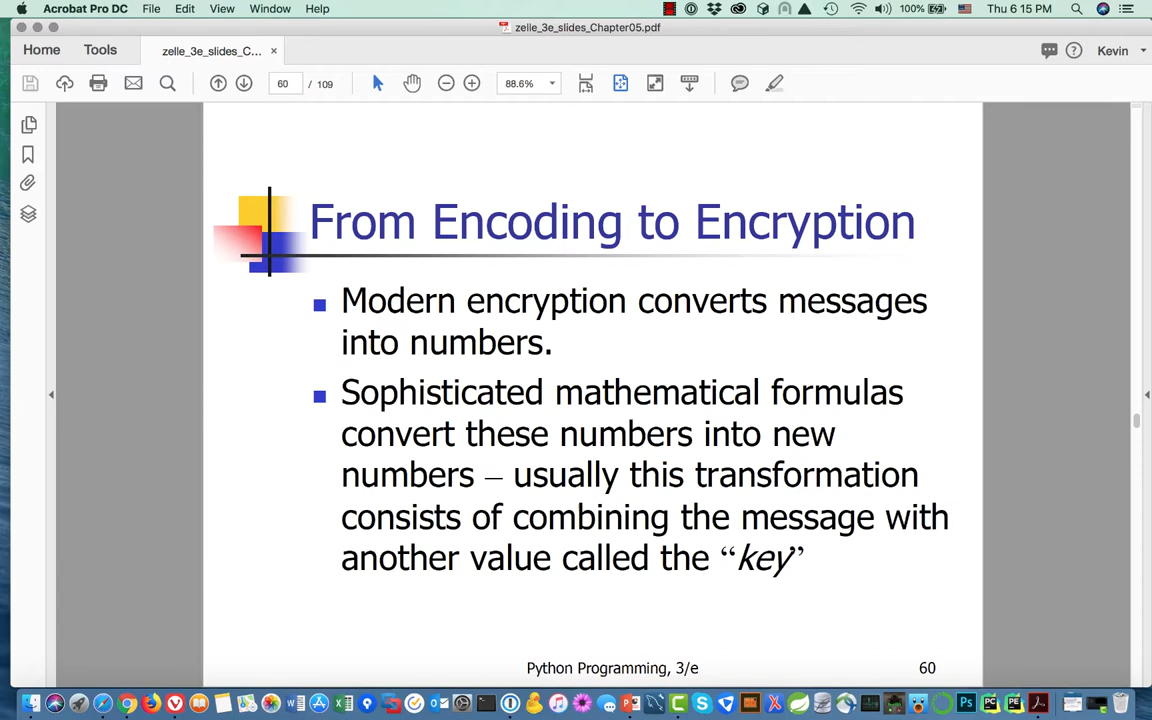 Acrobat Pro DC File Edit View Window Help 100% Thu 6:15 PM
zelle_3e_slides_Chapter05.pdf
Home Tools zelle_3e_slides_C... × Kevin
60 / 109 88.6%
From Encoding to Encryption
Modern encryption converts messages
into numbers.
Sophisticated mathematical formulas
convert these numbers into new
numbers – usually this transformation
consists of combining the message with
another value called the “key”
Python Programming, 3/e 60